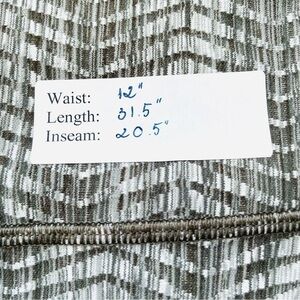 Waist: 12"
Length: 31.5"
Inseam: 20.5"